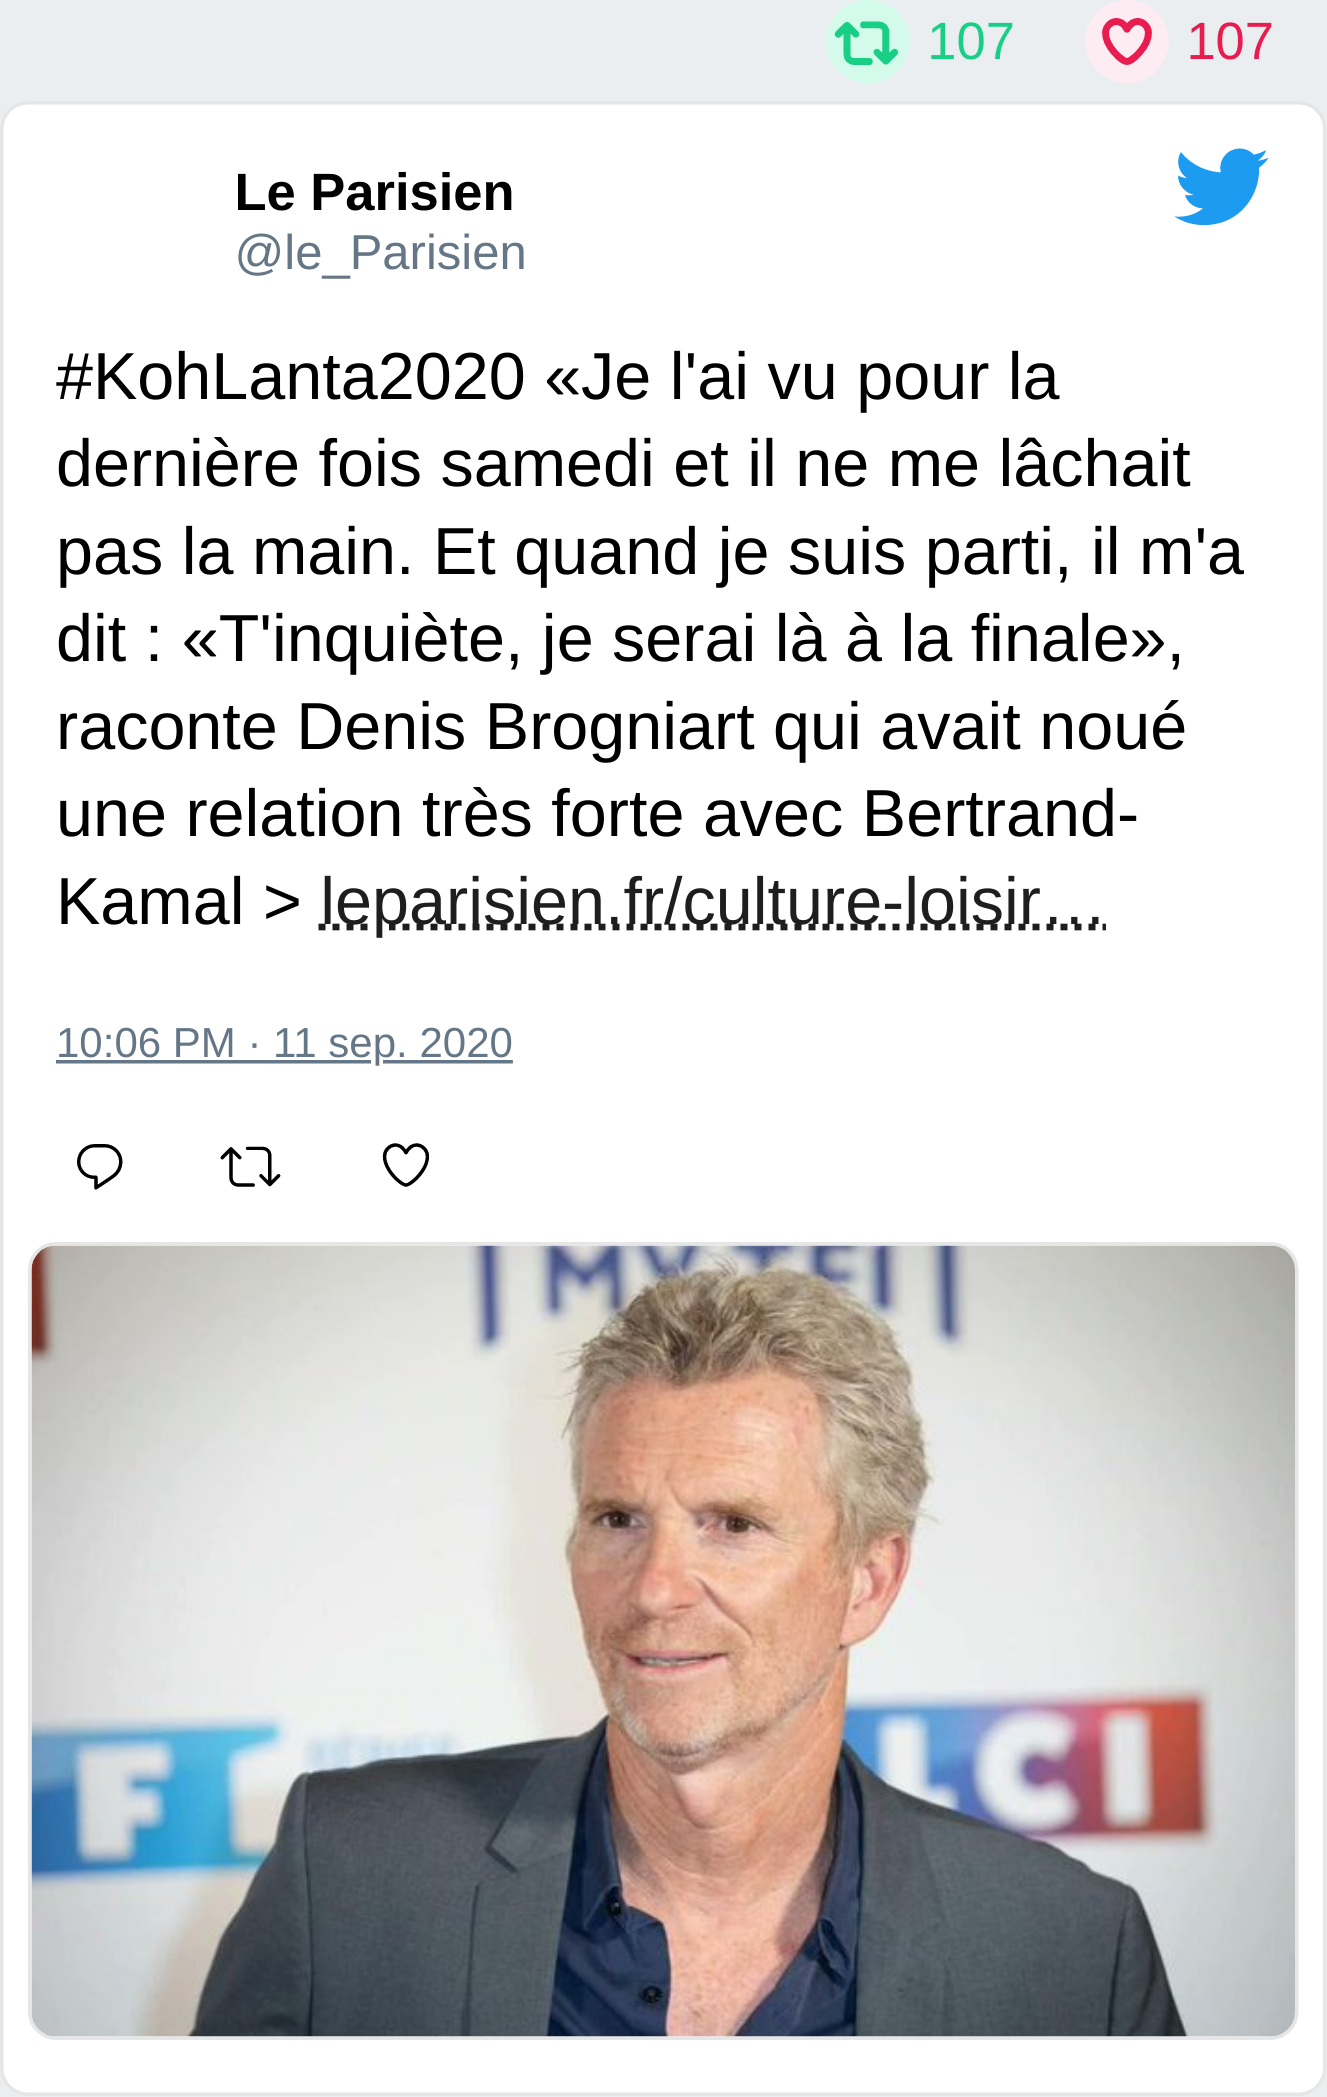 107 107
Le Parisien
@le_Parisien
#KohLanta2020 «Je l'ai vu pour la
dernière fois samedi et il ne me lâchait
pas la main. Et quand je suis parti, il m'a
dit : «T'inquiète, je serai là à la finale»,
raconte Denis Brogniart qui avait noué
une relation très forte avec Bertrand-
Kamal > leparisien.fr/culture-loisir…
10:06 PM · 11 sep. 2020
MY TF1
LCI